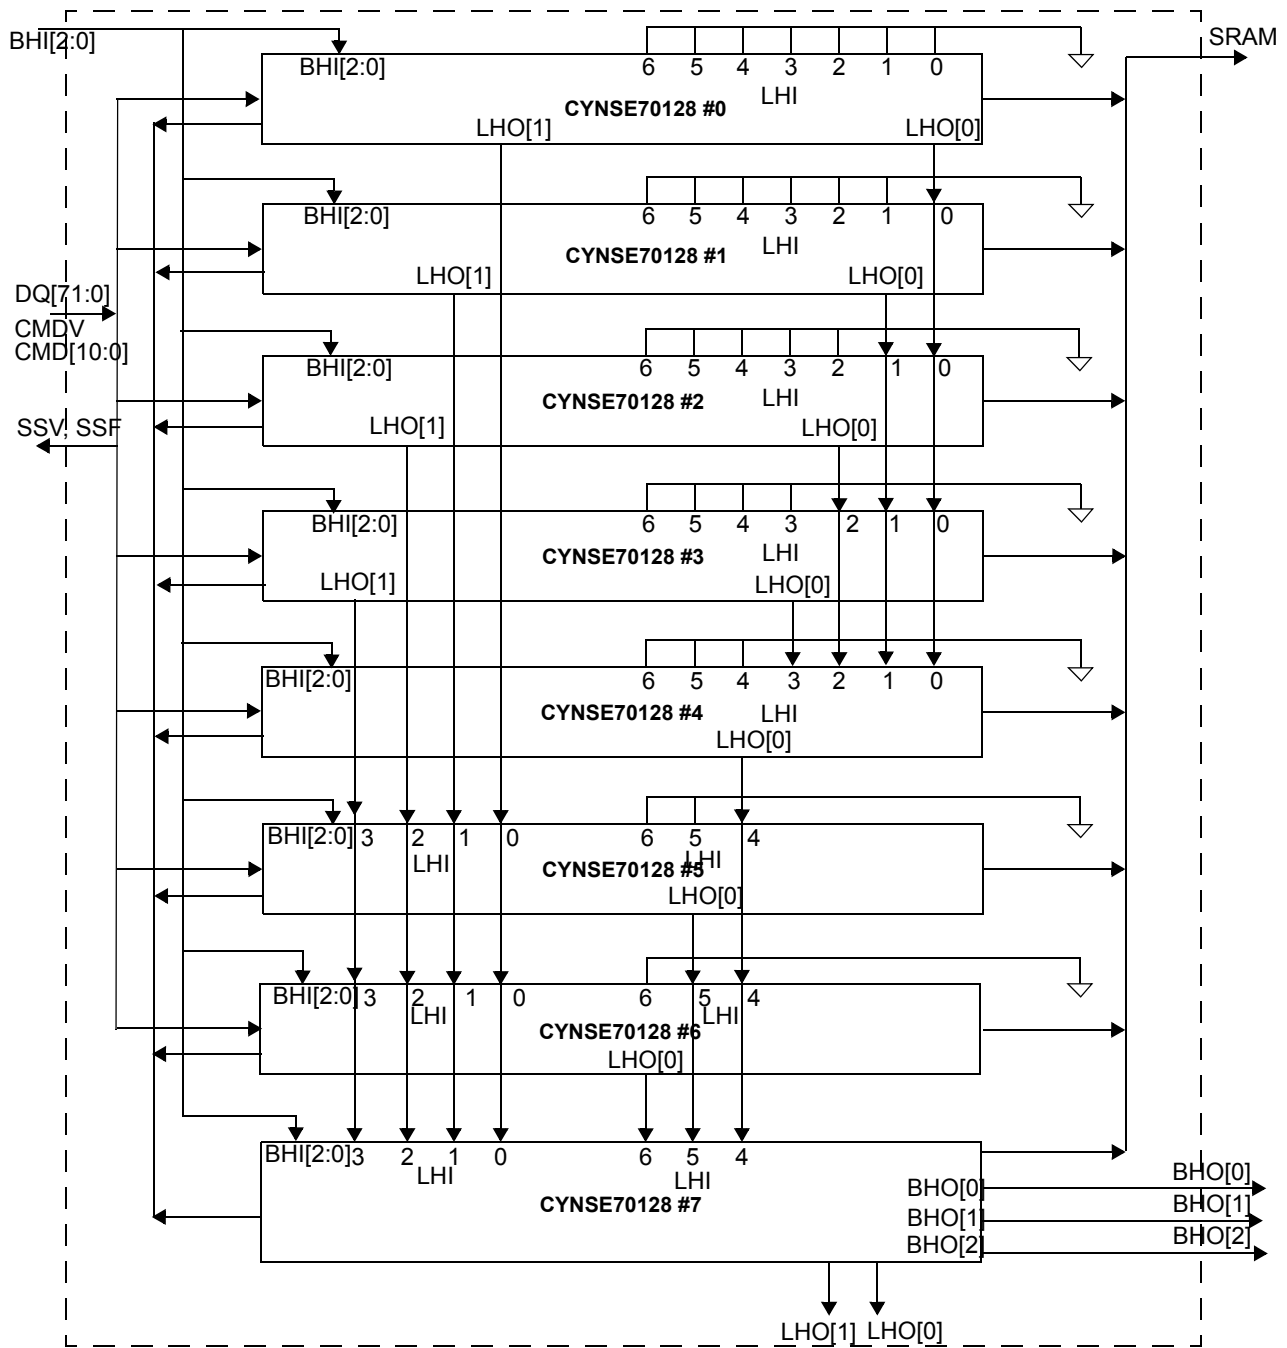 BHI[2:0]
SRAM
BHI[2:0]
6 5 4 3 2 1 0
LHI
CYNSE70128 #0
LHO[1]
LHO[0]
BHI[2:0]
6 5 4 3 2 1 0
LHI
CYNSE70128 #1
LHO[1]
LHO[0]
DQ[71:0]
CMDV
CMD[10:0]
BHI[2:0]
6 5 4 3 2 1 0
LHI
CYNSE70128 #2
LHO[1]
LHO[0]
SSV, SSF
BHI[2:0]
6 5 4 3 2 1 0
LHI
CYNSE70128 #3
LHO[1]
LHO[0]
BHI[2:0]
6 5 4 3 2 1 0
LHI
CYNSE70128 #4
LHO[0]
BHI[2:0] 3 2 1 0 6 5 4
LHI
LHI
CYNSE70128 #5
LHO[0]
BHI[2:0] 3 2 1 0 6 5 4
LHI
LHI
CYNSE70128 #6
LHO[0]
BHI[2:0] 3 2 1 0 6 5 4
LHI
LHI
CYNSE70128 #7
BHO[0]
BHO[0]
BHO[1]
BHO[1]
BHO[2]
BHO[2]
LHO[1] LHO[0]